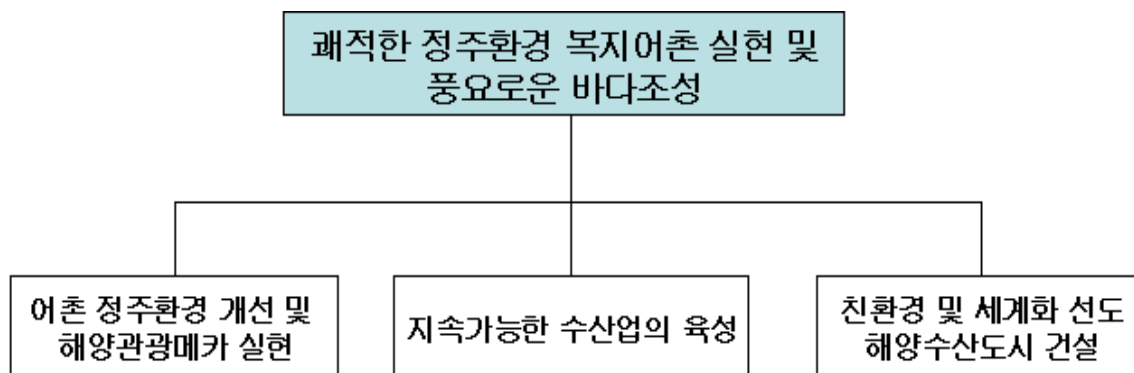 쾌적한 정주환경 복지어촌 실현 및
풍요로운 바다조성
어촌 정주환경 개선 및
해양관광메카 실현
지속가능한 수산업의 육성
친환경 및 세계화 선도
해양수산도시 건설